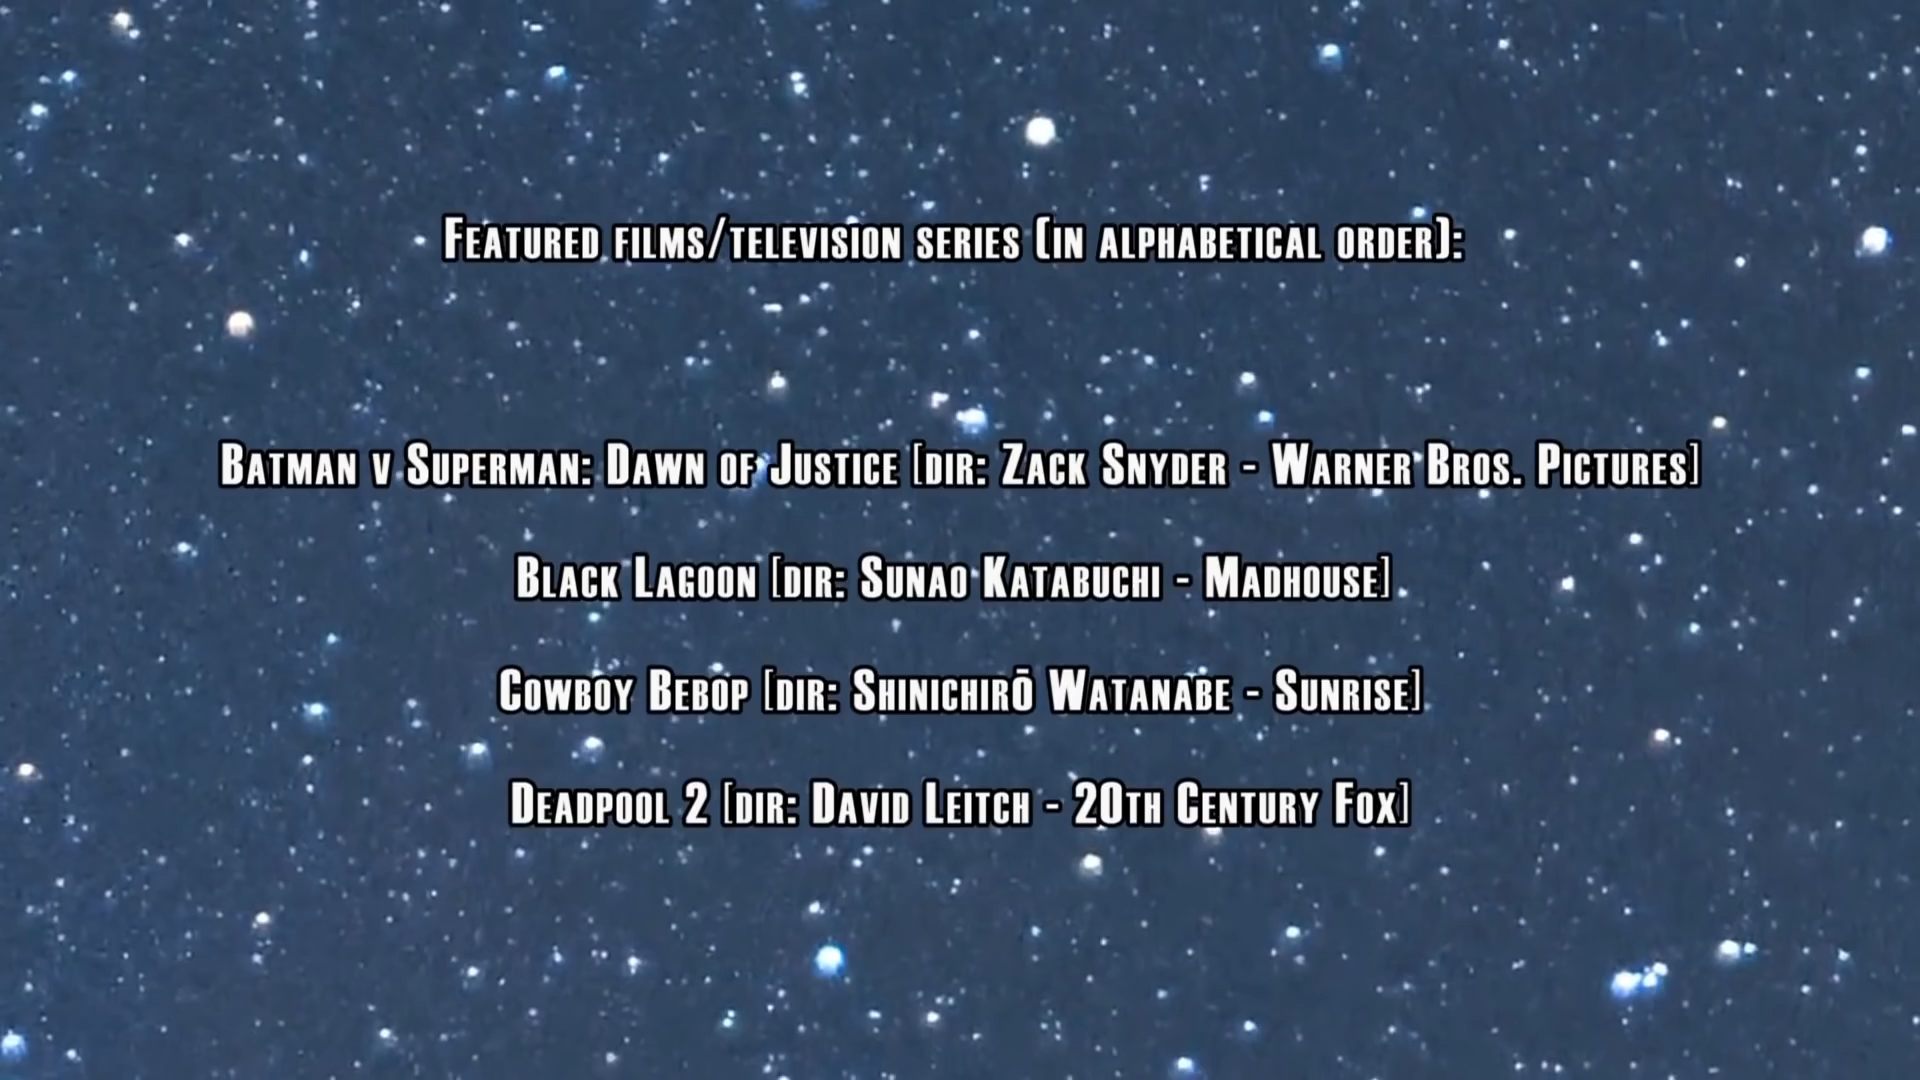 Featured films/television series (in alphabetical order):
Batman v Superman: Dawn of Justice [dir: Zack Snyder - Warner Bros. Pictures]
Black Lagoon [dir: Sunao Katabuchi - Madhouse]
Cowboy Bebop [dir: Shinichirō Watanabe - Sunrise]
Deadpool 2 [dir: David Leitch - 20th Century Fox]